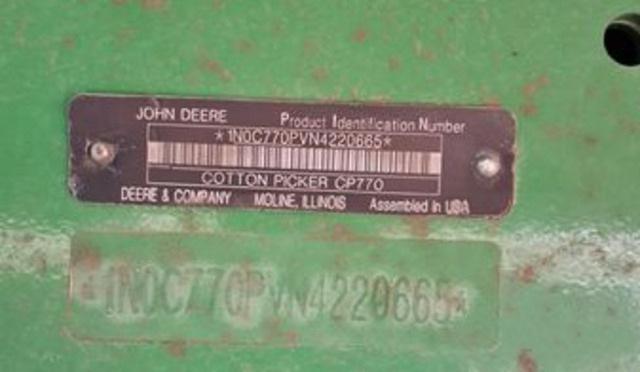 JOHN DEERE Product Identification Number
*1N0C770PVN4220665*
COTTON PICKER CP770
DEERE & COMPANY MOLINE, ILLINOIS Assembled in USA
*1N0C770PVN4220665*